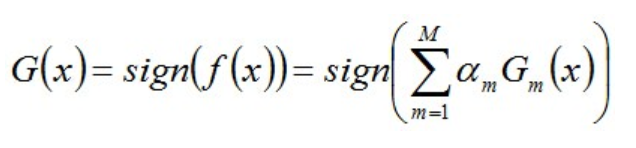 G(x) = sign(f(x)) = sign(∑_{m=1}^{M} α_m G_m(x))